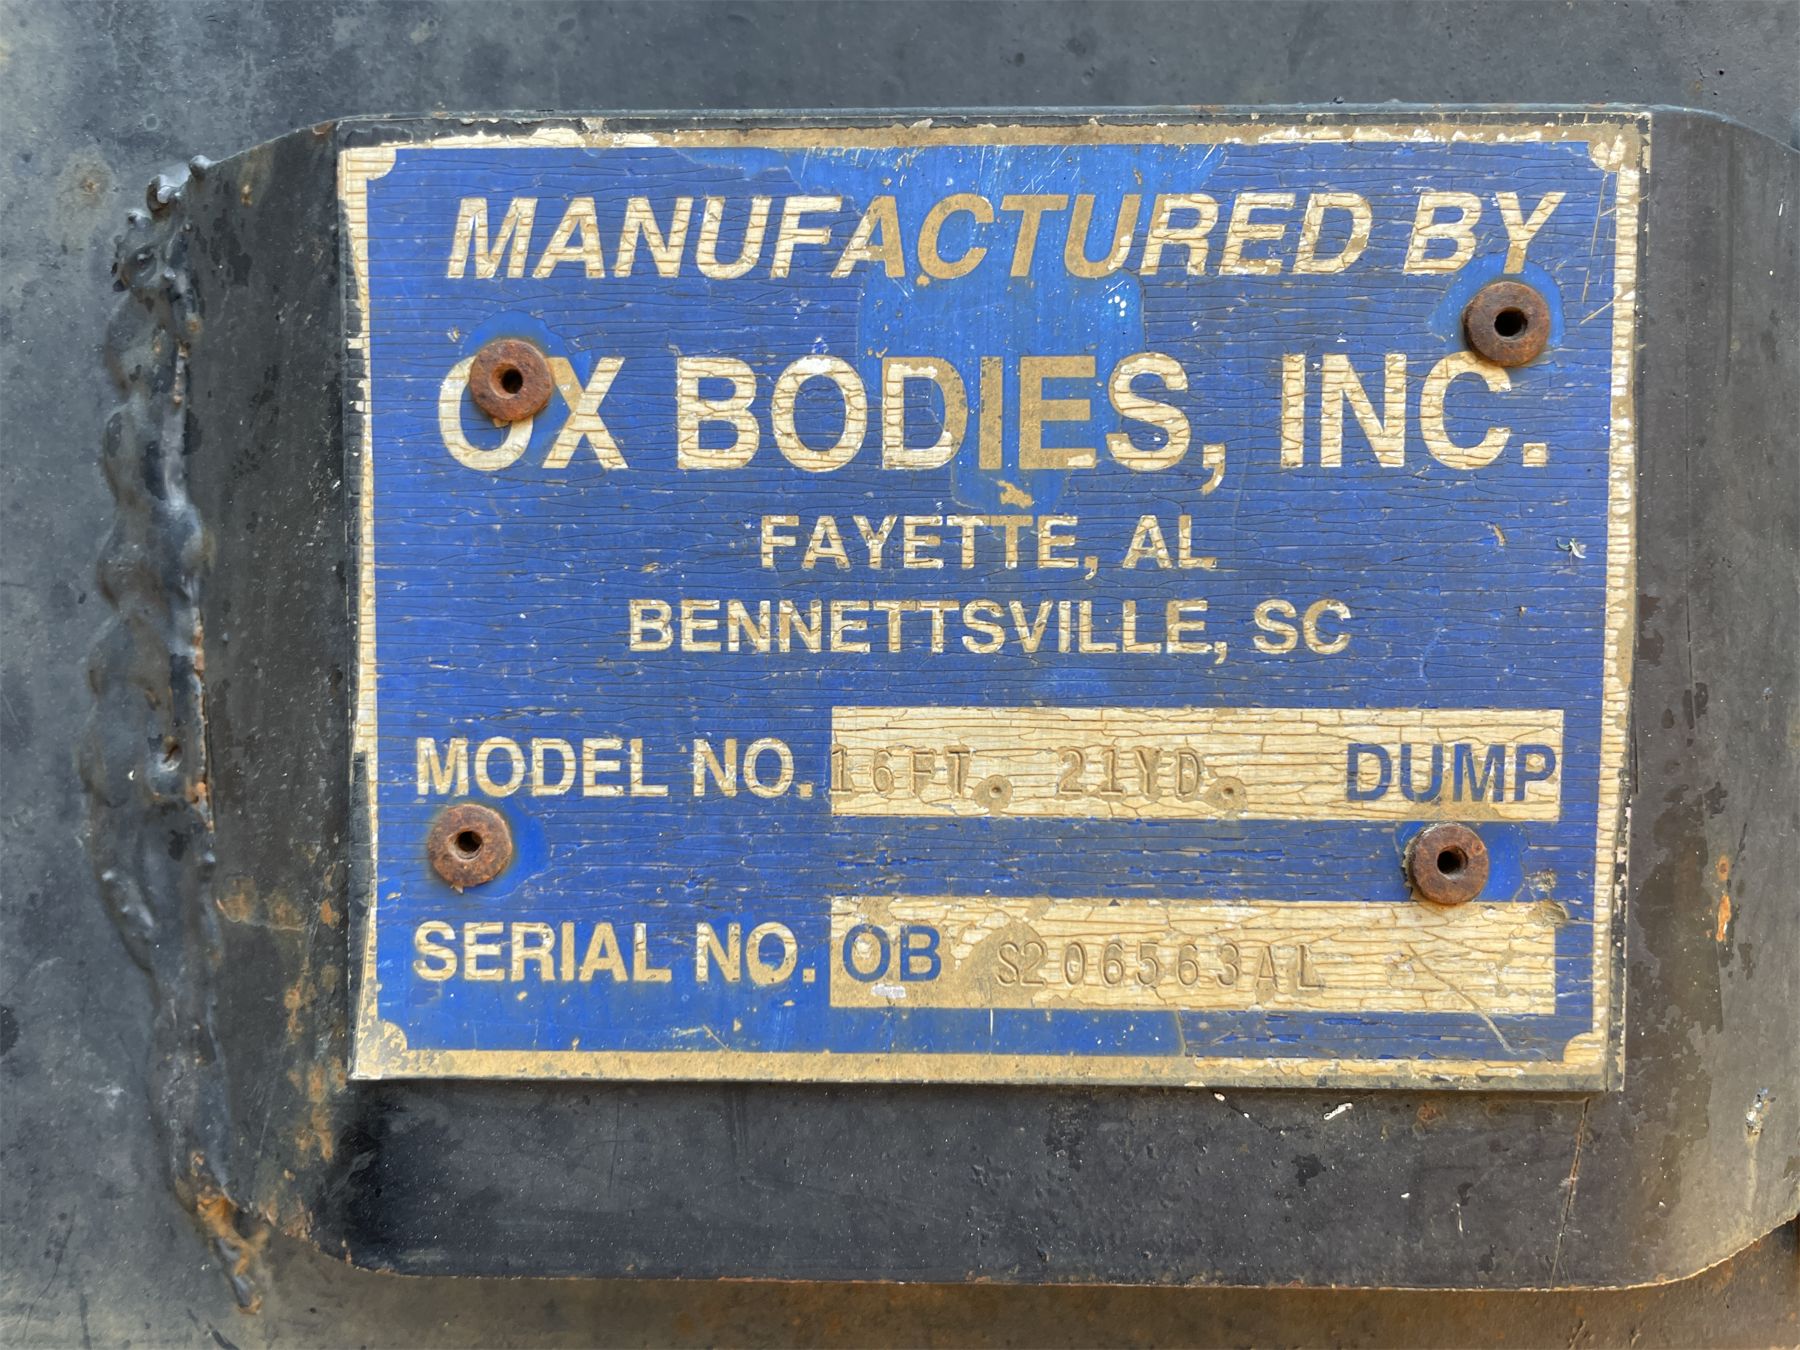 MANUFACTURED BY
OX BODIES, INC.
FAYETTE, AL
BENNETTSVILLE, SC
MODEL NO. 16FT. 21YD. DUMP
SERIAL NO. OB S206563AL